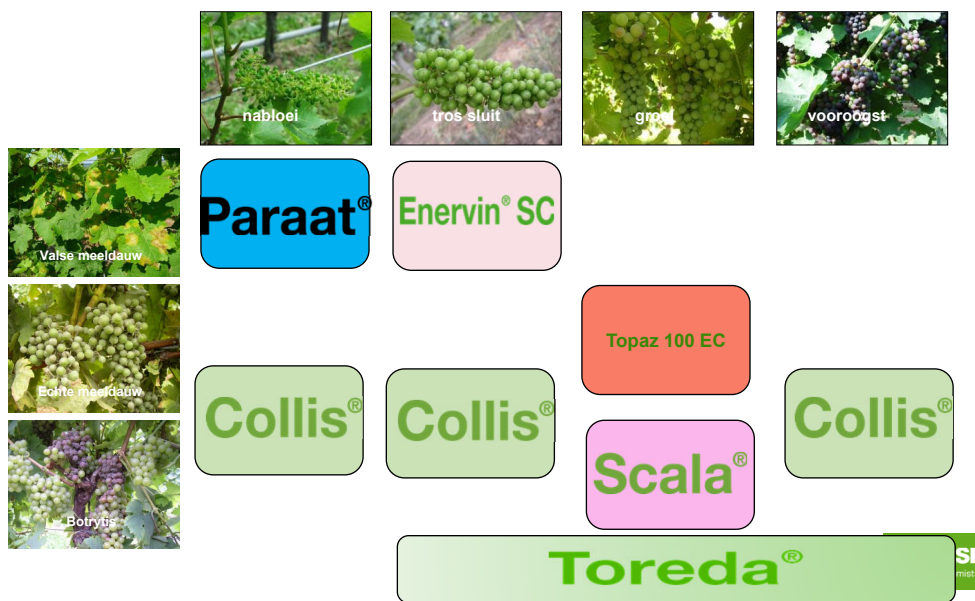 nabloei
tros sluit
vooroogst
Valse meeldauw
Paraat®
Enervin® SC
Echte meeldauw
Topaz 100 EC
Collis®
Collis®
Collis®
Botrytis
Scala®
Toreda®